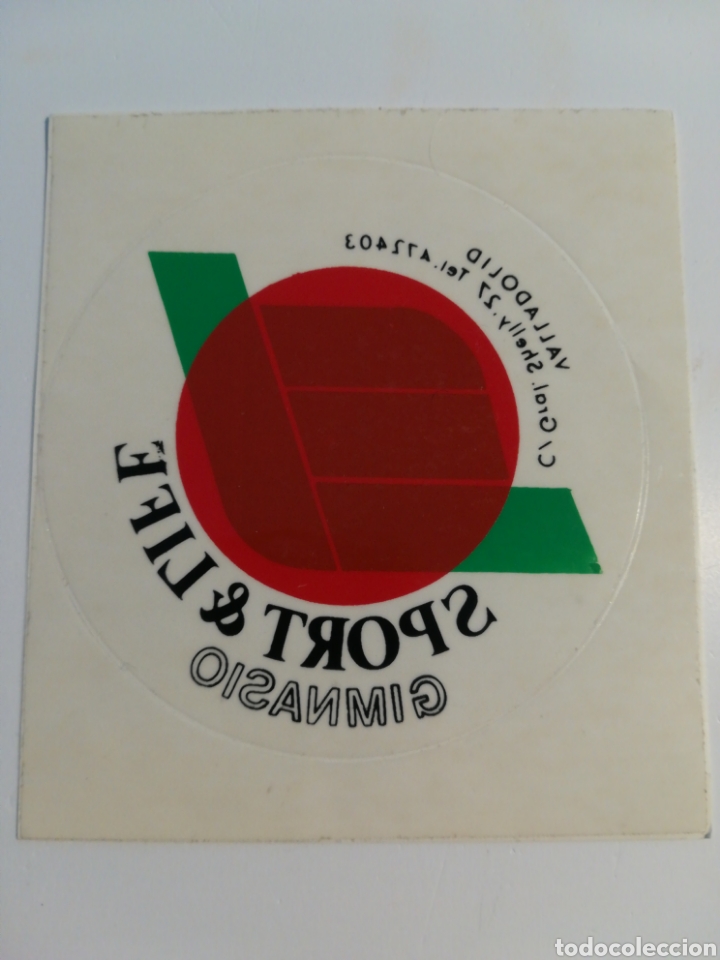 C/ Gral. Shelly, 27 Tel. 472403
VALLADOLID
SPORT & LIFE
GIMNASIO
todocoleccion